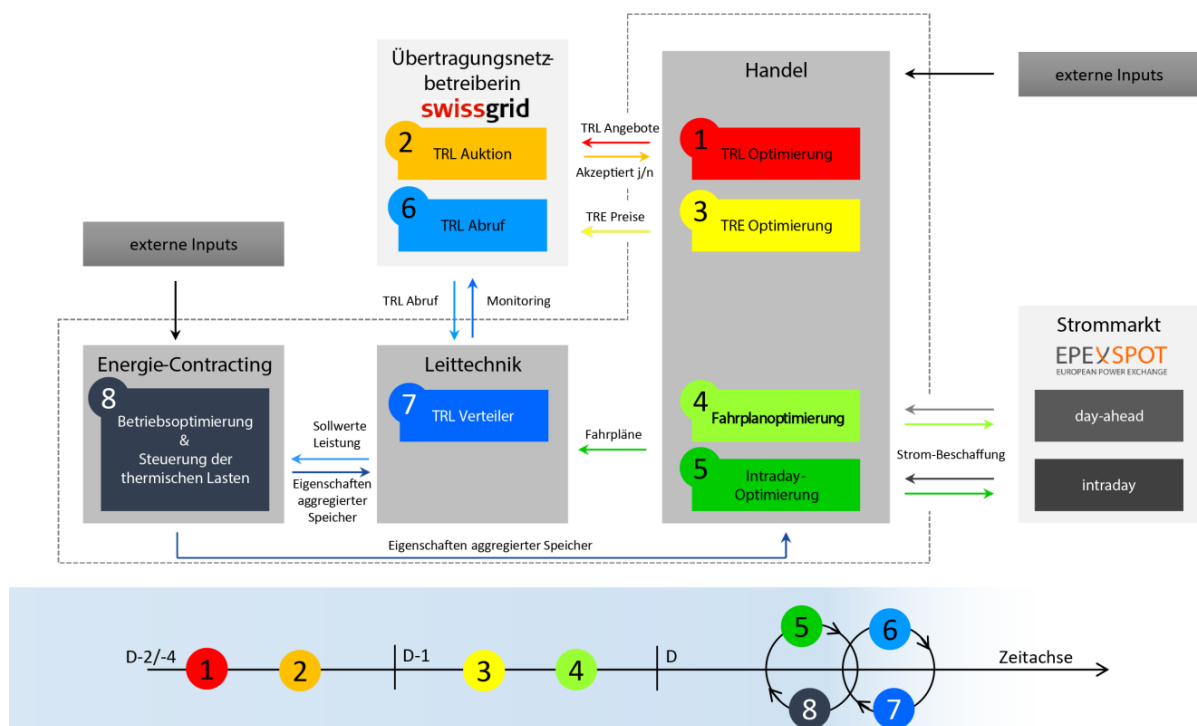 Übertragungsnetz-
betreiberin
swissgrid
2
TRL Auktion
6
TRL Abruf
TRL Angebote
Akzeptiert j/n
TRE Preise
Handel
1
TRL Optimierung
3
TRE Optimierung
externe Inputs
externe Inputs
TRL Abruf
Monitoring
Energie-Contracting
8
Betriebsoptimierung
&
Steuerung der
thermischen Lasten
Sollwerte
Leistung
Eigenschaften
aggregierter
Speicher
Leittechnik
7
TRL Verteiler
Fahrpläne
4
Fahrplanoptimierung
5
Intraday-
Optimierung
Strom-Beschaffung
Strommarkt
EPEXSPOT
EUROPEAN POWER EXCHANGE
day-ahead
intraday
Eigenschaften aggregierter Speicher
D-2/-4
1
2
D-1
3
4
D
5
6
8
7
Zeitachse